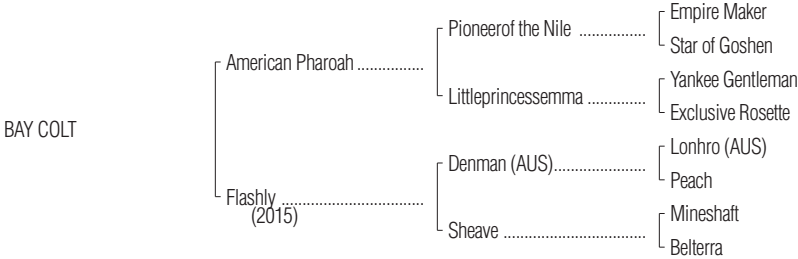 Empire Maker
Pioneerof the Nile ................
Star of Goshen
American Pharoah ................
Yankee Gentleman
Littleprincessemma ..............
Exclusive Rosette
BAY COLT
Lonhro (AUS)
Denman (AUS)......................
Peach
Flashly ..................................
(2015)
Mineshaft
Sheave ..................................
Belterra